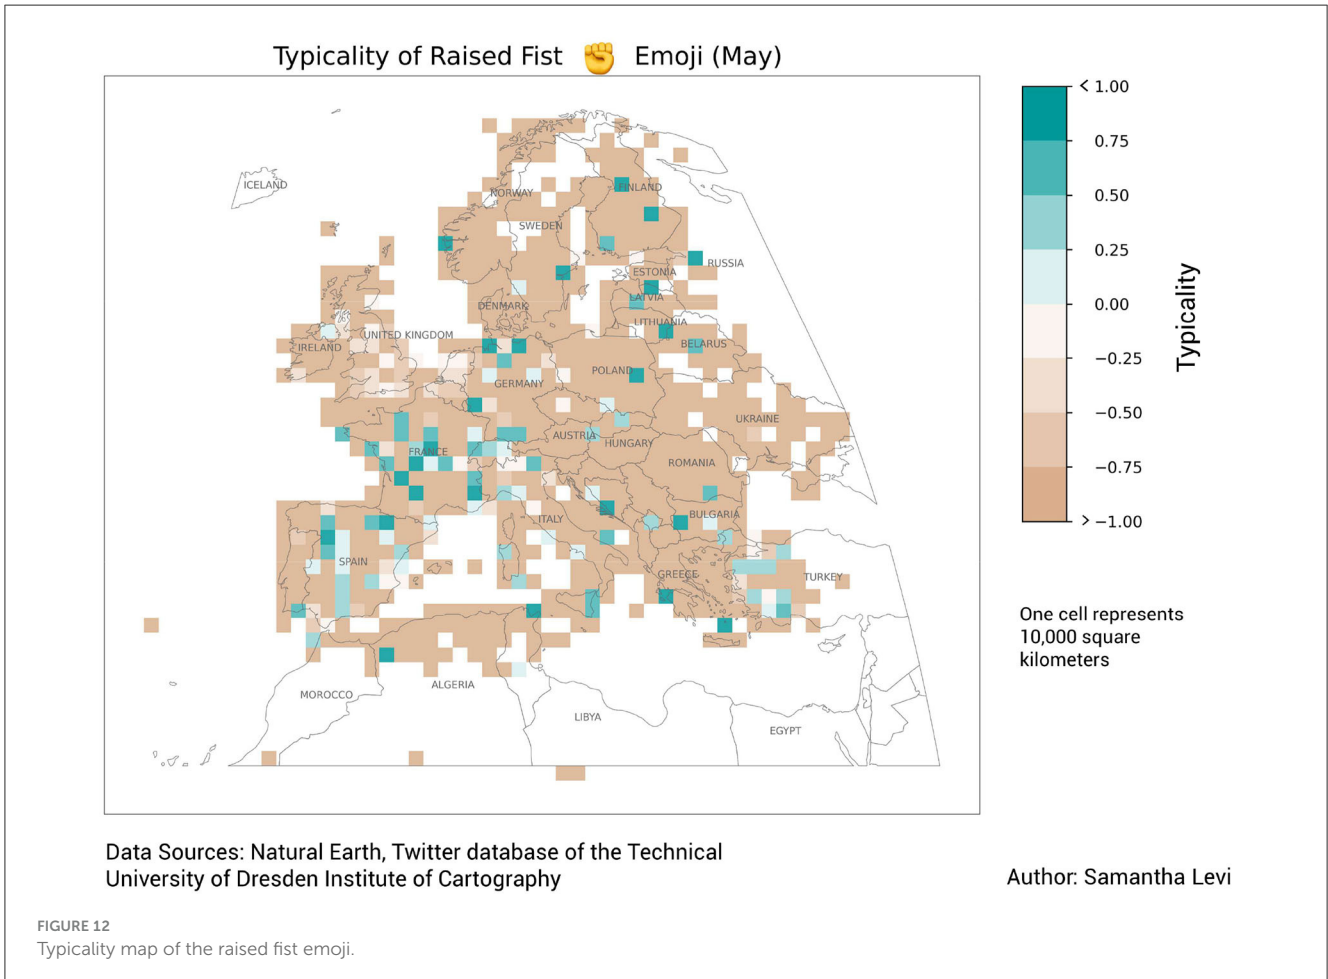 Typicality of Raised Fist ✊ Emoji (May)
ICELAND
NORWAY
FINLAND
SWEDEN
RUSSIA
ESTONIA
DENMARK
LATVIA
LITHUANIA
UNITED KINGDOM
IRELAND
BELARUS
POLAND
GERMANY
UKRAINE
AUSTRIA
HUNGARY
FRANCE
ROMANIA
ITALY
BULGARIA
SPAIN
GREECE
TURKEY
MOROCCO
ALGERIA
LIBYA
EGYPT
< 1.00
0.75
0.50
0.25
0.00
−0.25
−0.50
−0.75
> −1.00
Typicality
One cell represents
10,000 square
kilometers
Data Sources: Natural Earth, Twitter database of the Technical
University of Dresden Institute of Cartography
Author: Samantha Levi
FIGURE 12
Typicality map of the raised fist emoji.